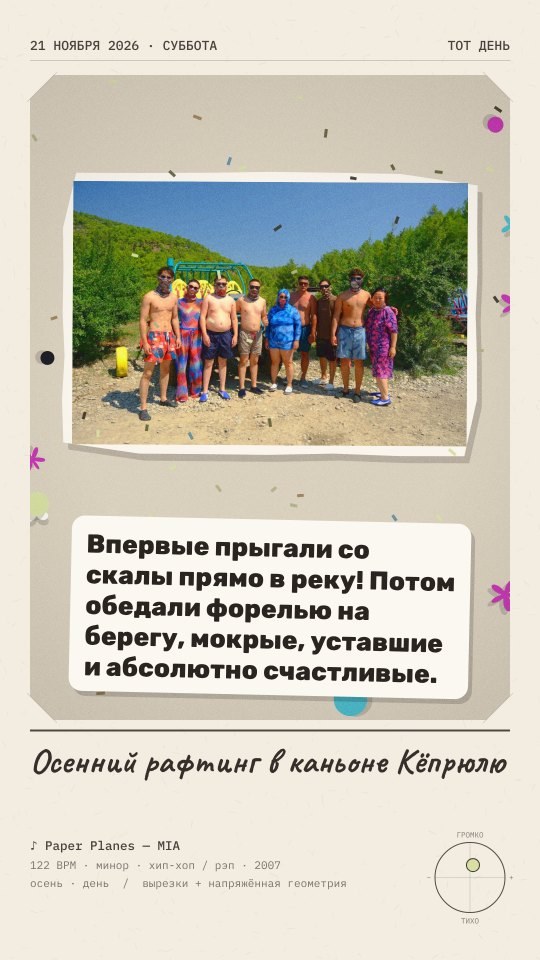 21 НОЯБРЯ 2026 · СУББОТА
ТОТ ДЕНЬ
Впервые прыгали со
скалы прямо в реку! Потом
обедали форелью на
берегу, мокрые, уставшие
и абсолютно счастливые.
Осенний рафтинг в каньоне Кёпрюлю
♪ Paper Planes — MIA
122 BPM · минор · хип-хоп / рэп · 2007
осень · день / вырезки + напряжённая геометрия
ГРОМКО
- +
ТИХО